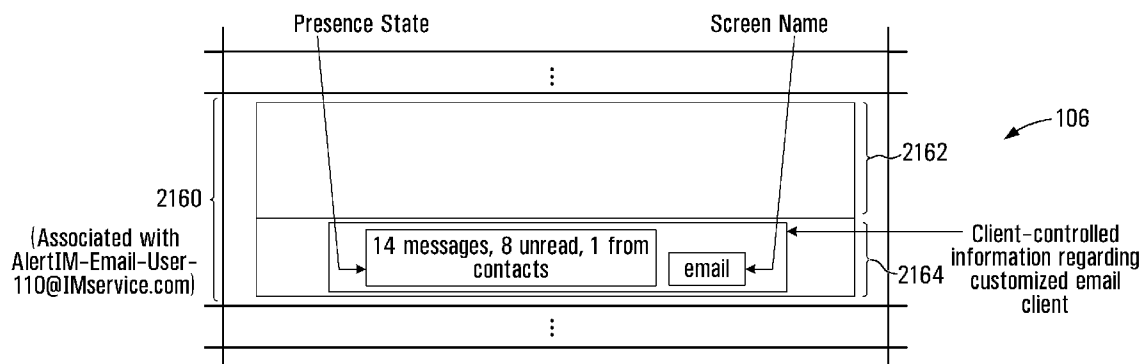 Presence State
Screen Name
106
2162
2160
(Associated with
AlertIM-Email-User-
110@IMservice.com)
14 messages, 8 unread, 1 from
contacts
email
2164
Client-controlled
information regarding
customized email
client